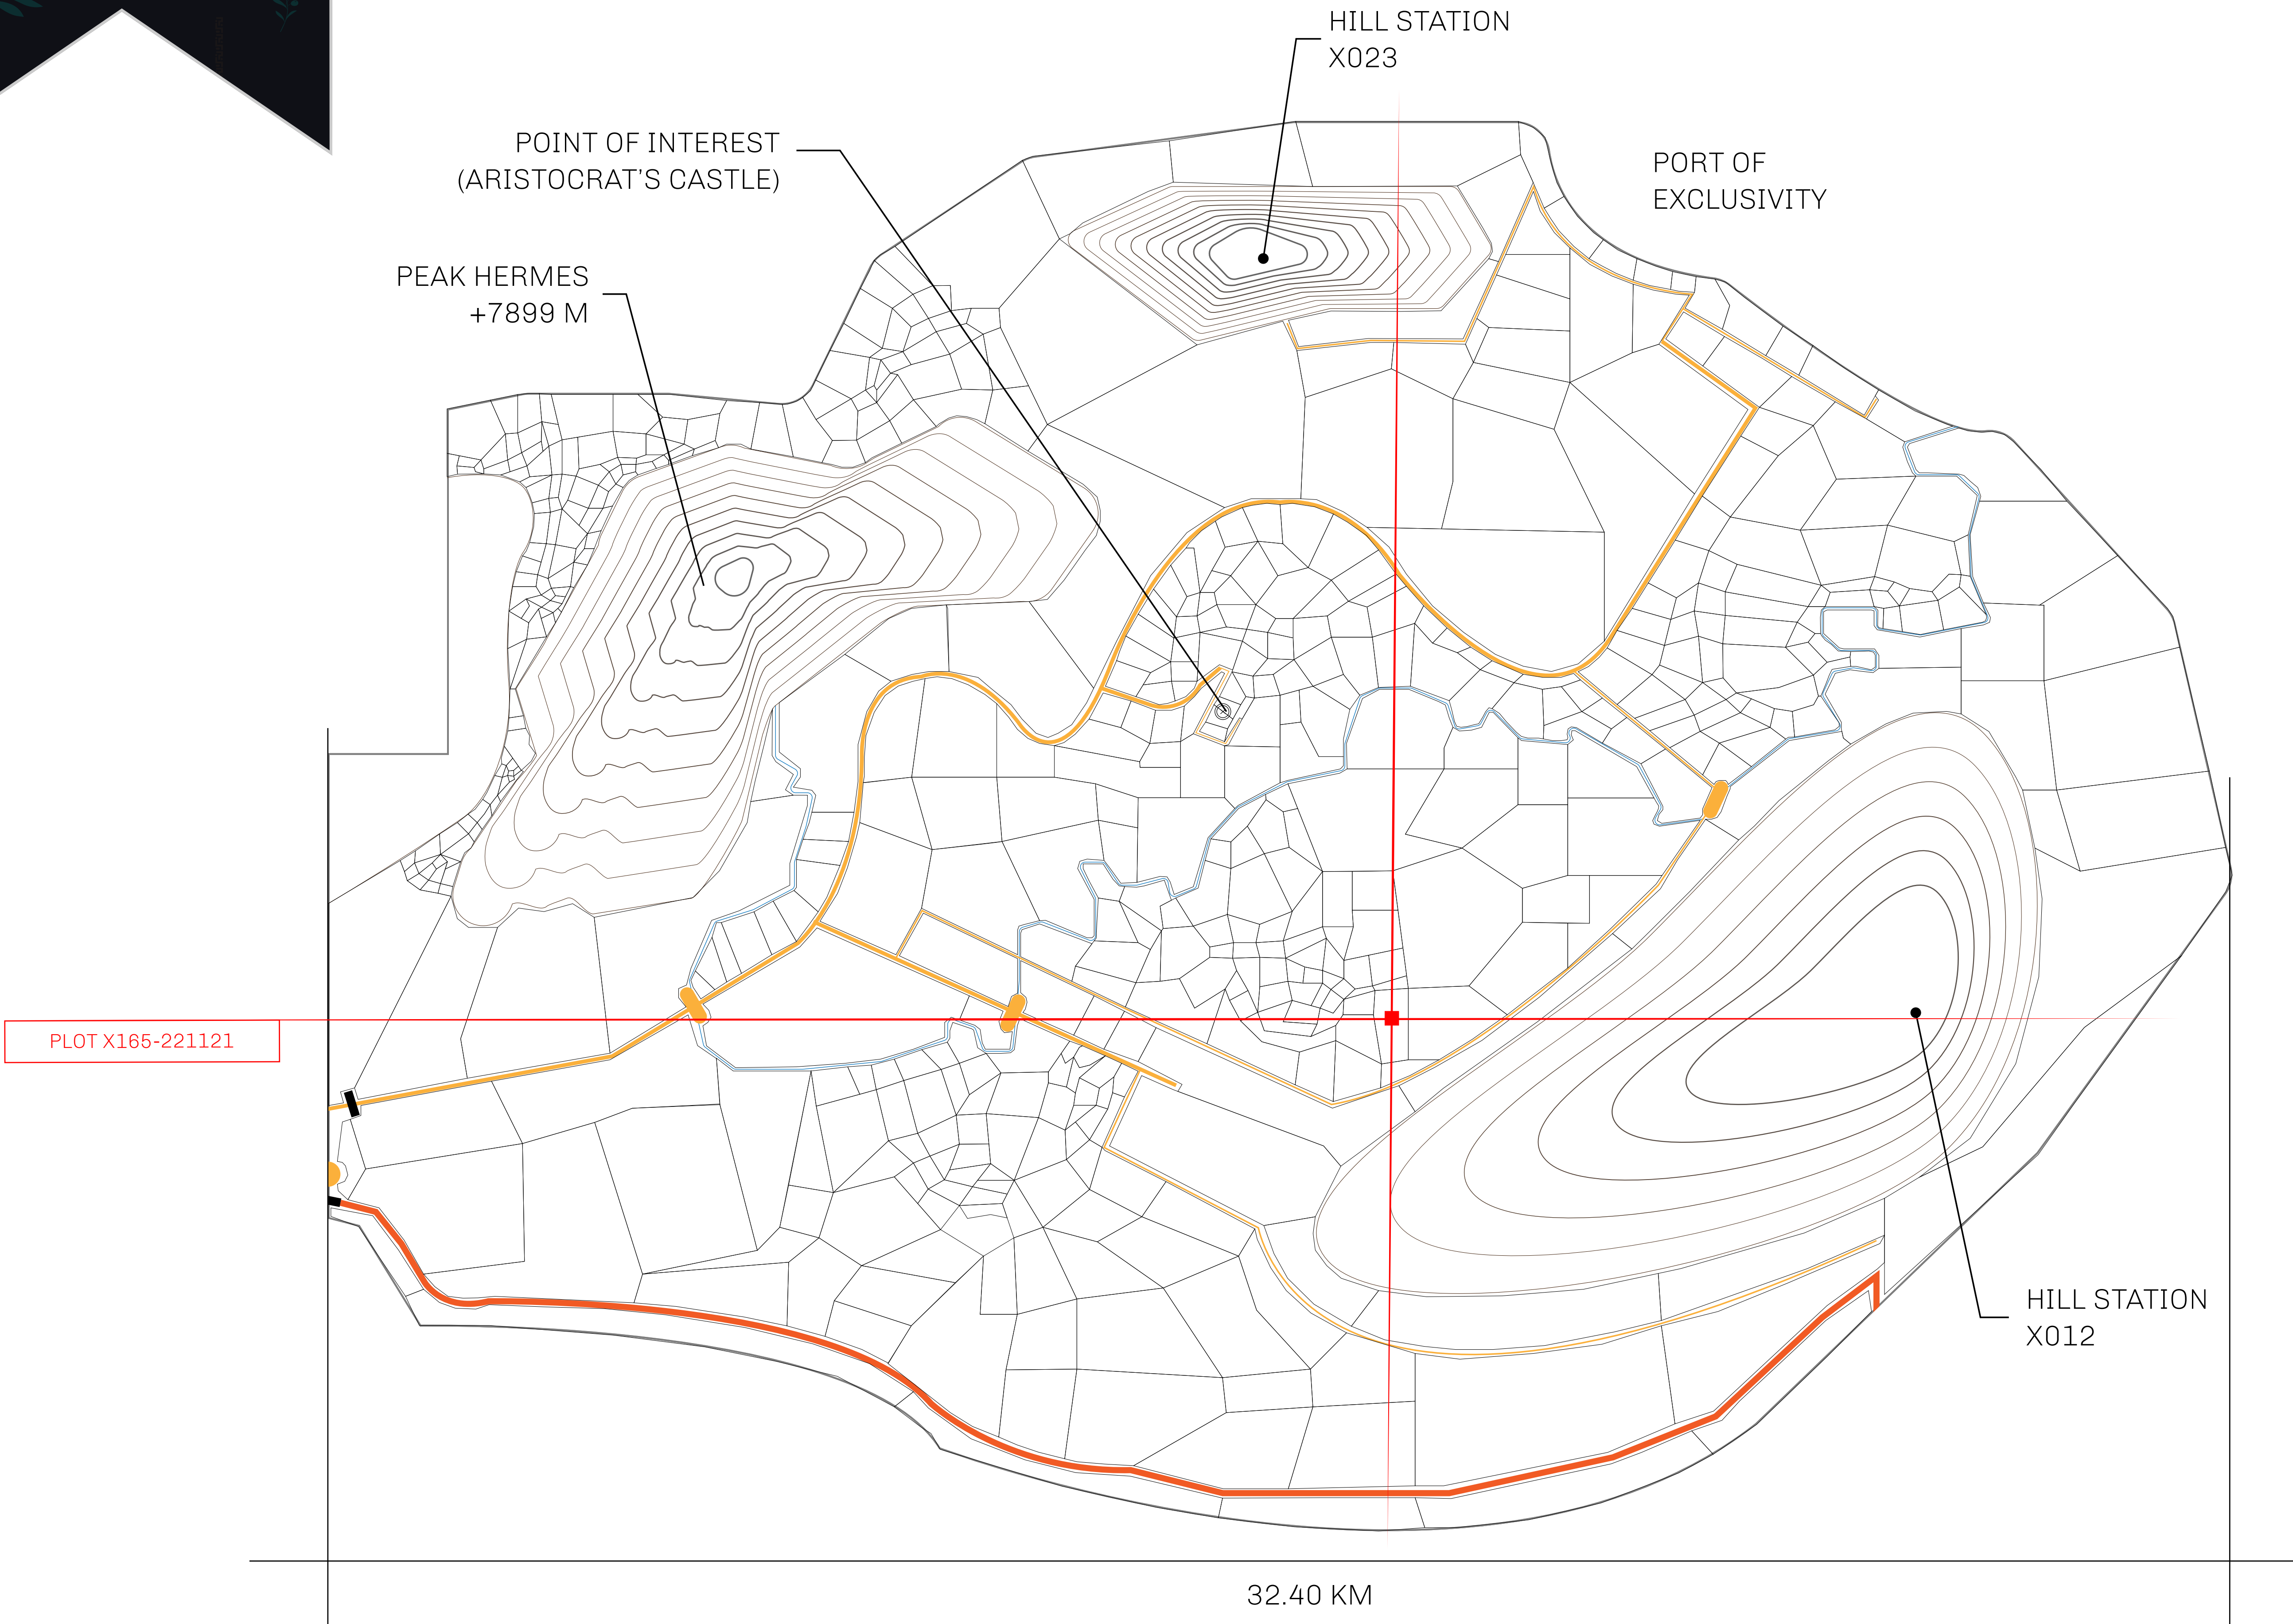 HILL STATION
X023
POINT OF INTEREST
(ARISTOCRAT'S CASTLE)
PORT OF
EXCLUSIVITY
PEAK HERMES
+7899 M
PLOT X165-221121
HILL STATION
X012
32.40 KM